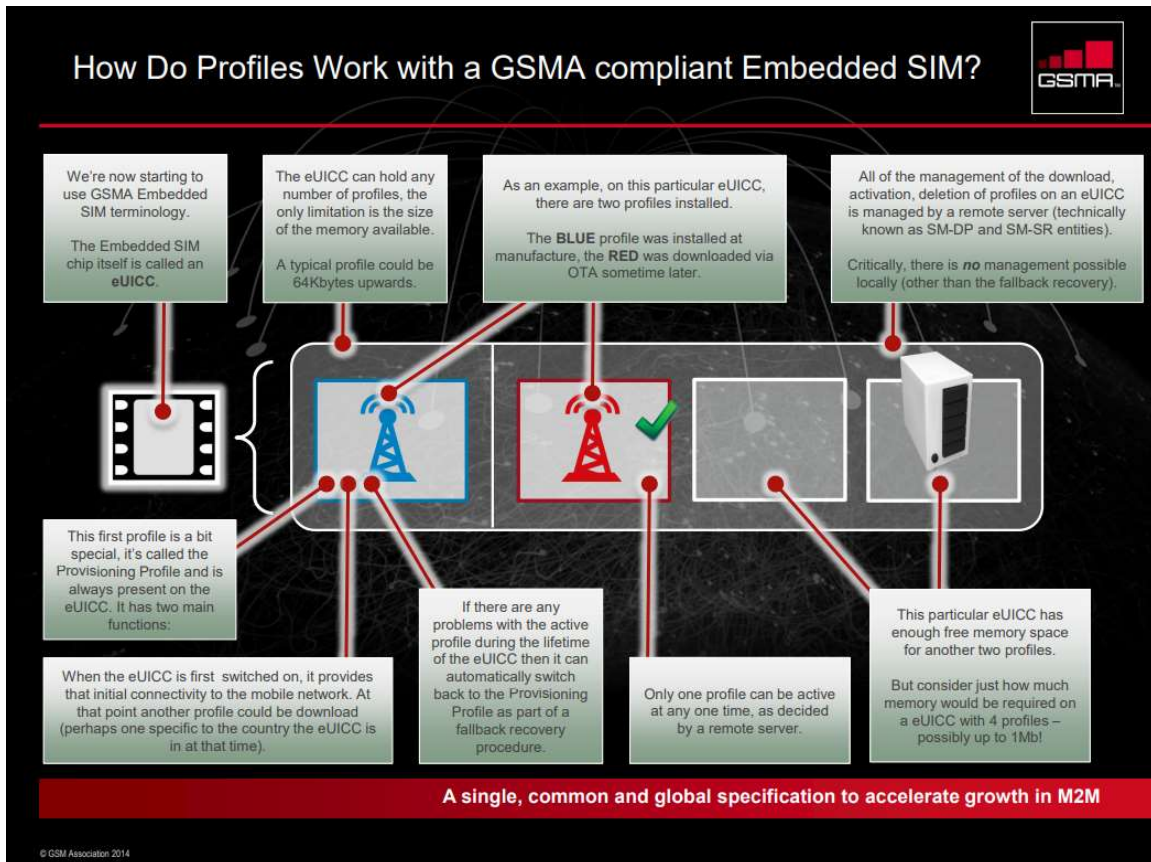 How Do Profiles Work with a GSMA compliant Embedded SIM?
GSMA
We're now starting to
use GSMA Embedded
SIM terminology.
The Embedded SIM
chip itself is called an
eUICC.
The eUICC can hold any
number of profiles, the
only limitation is the size
of the memory available.
A typical profile could be
64Kbytes upwards.
As an example, on this particular eUICC,
there are two profiles installed.
The BLUE profile was installed at
manufacture, the RED was downloaded via
OTA sometime later.
All of the management of the download,
activation, deletion of profiles on an eUICC
is managed by a remote server (technically
known as SM-DP and SM-SR entities).
Critically, there is no management possible
locally (other than the fallback recovery).
This first profile is a bit
special, it's called the
Provisioning Profile and is
always present on the
eUICC. It has two main
functions:
When the eUICC is first switched on, it provides
that initial connectivity to the mobile network. At
that point another profile could be download
(perhaps one specific to the country the eUICC is
in at that time).
If there are any
problems with the active
profile during the lifetime
of the eUICC then it can
automatically switch
back to the Provisioning
Profile as part of a
fallback recovery
procedure.
Only one profile can be active
at any one time, as decided
by a remote server.
This particular eUICC has
enough free memory space
for another two profiles.
But consider just how much
memory would be required on
a eUICC with 4 profiles –
possibly up to 1Mb!
A single, common and global specification to accelerate growth in M2M
© GSM Association 2014